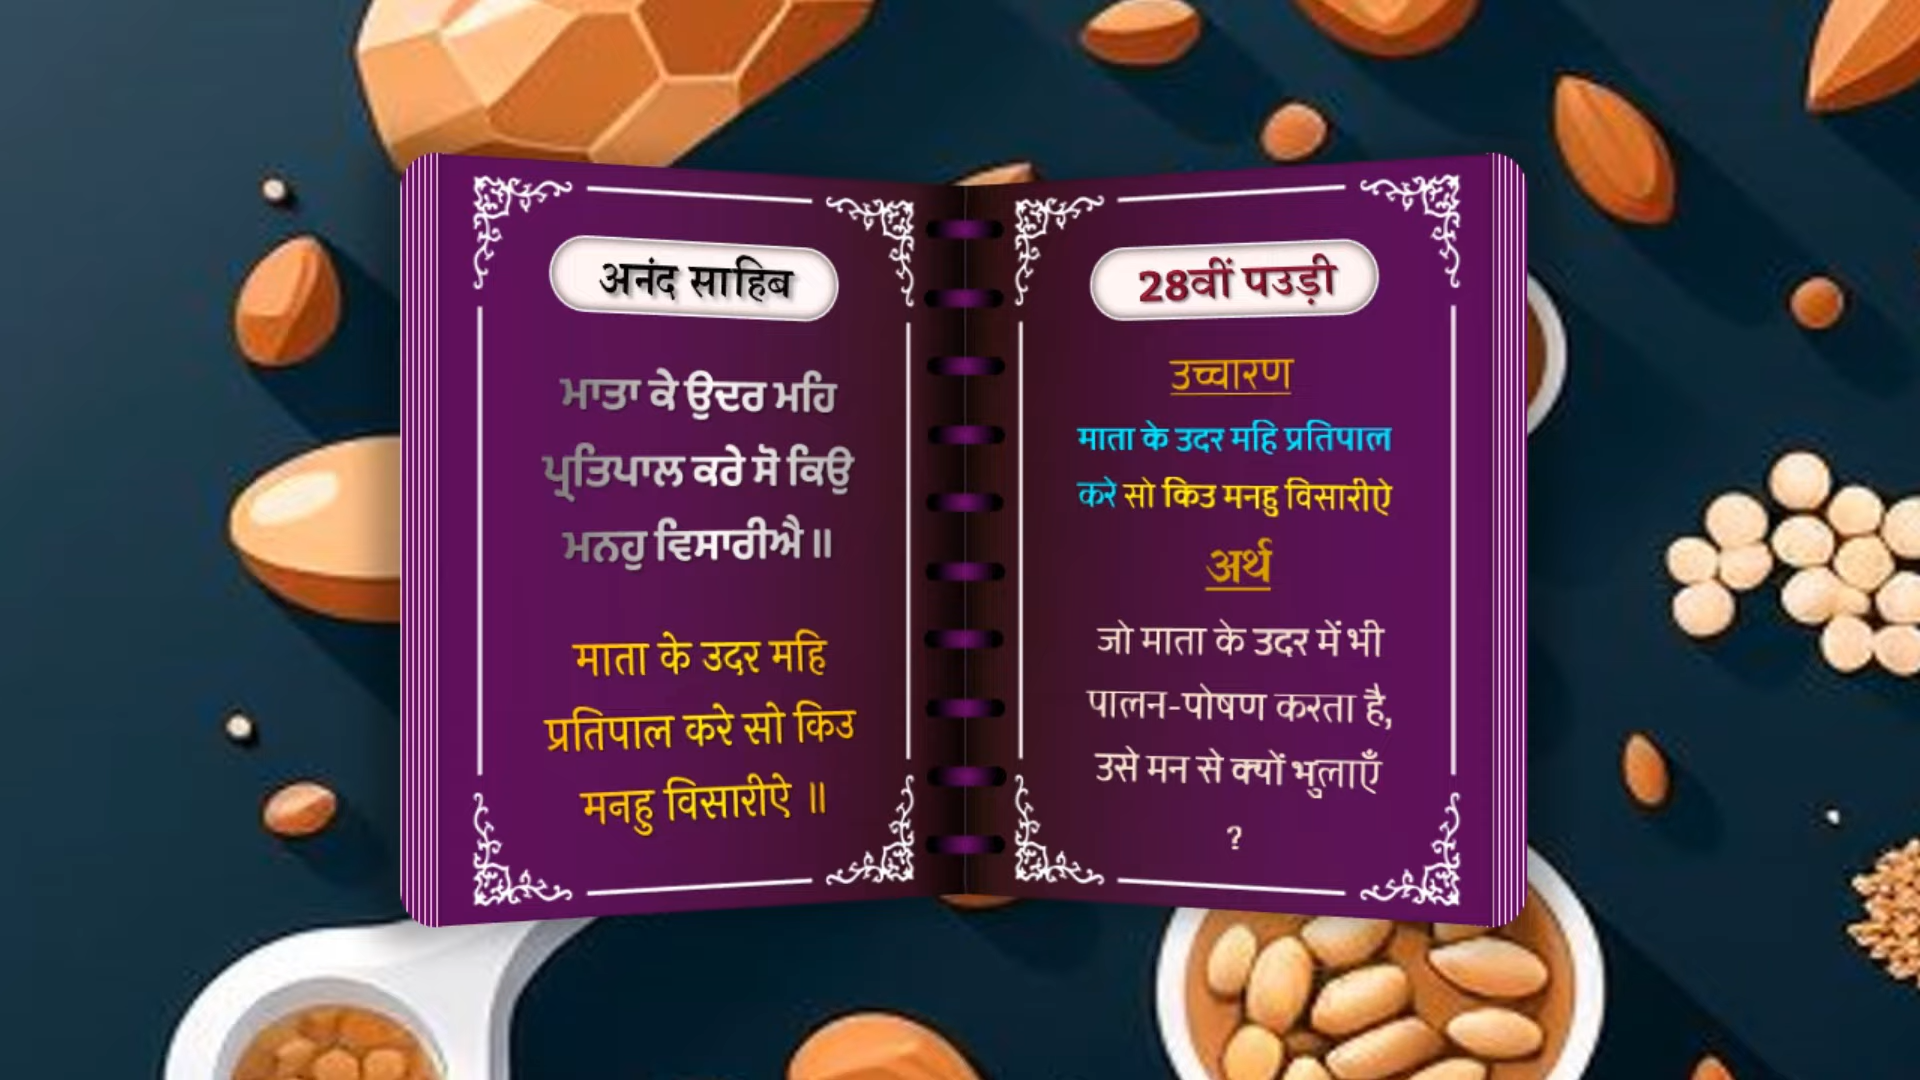 अनंद साहिब
ਮਾਤਾ ਕੇ ਉਦਰ ਮਹਿ
ਪ੍ਰਤਿਪਾਲ ਕਰੇ ਸੋ ਕਿਉ
ਮਨਹੁ ਵਿਸਾਰੀਐ ॥
माता के उदर महि
प्रतिपाल करे सो किउ
मनहु विसारीऐ ॥
28वीं पउड़ी
उच्चारण
माता के उदर महि प्रतिपाल
करे सो किउ मनहु विसारीऐ
अर्थ
जो माता के उदर में भी
पालन-पोषण करता है,
उसे मन से क्यों भुलाएँ
?